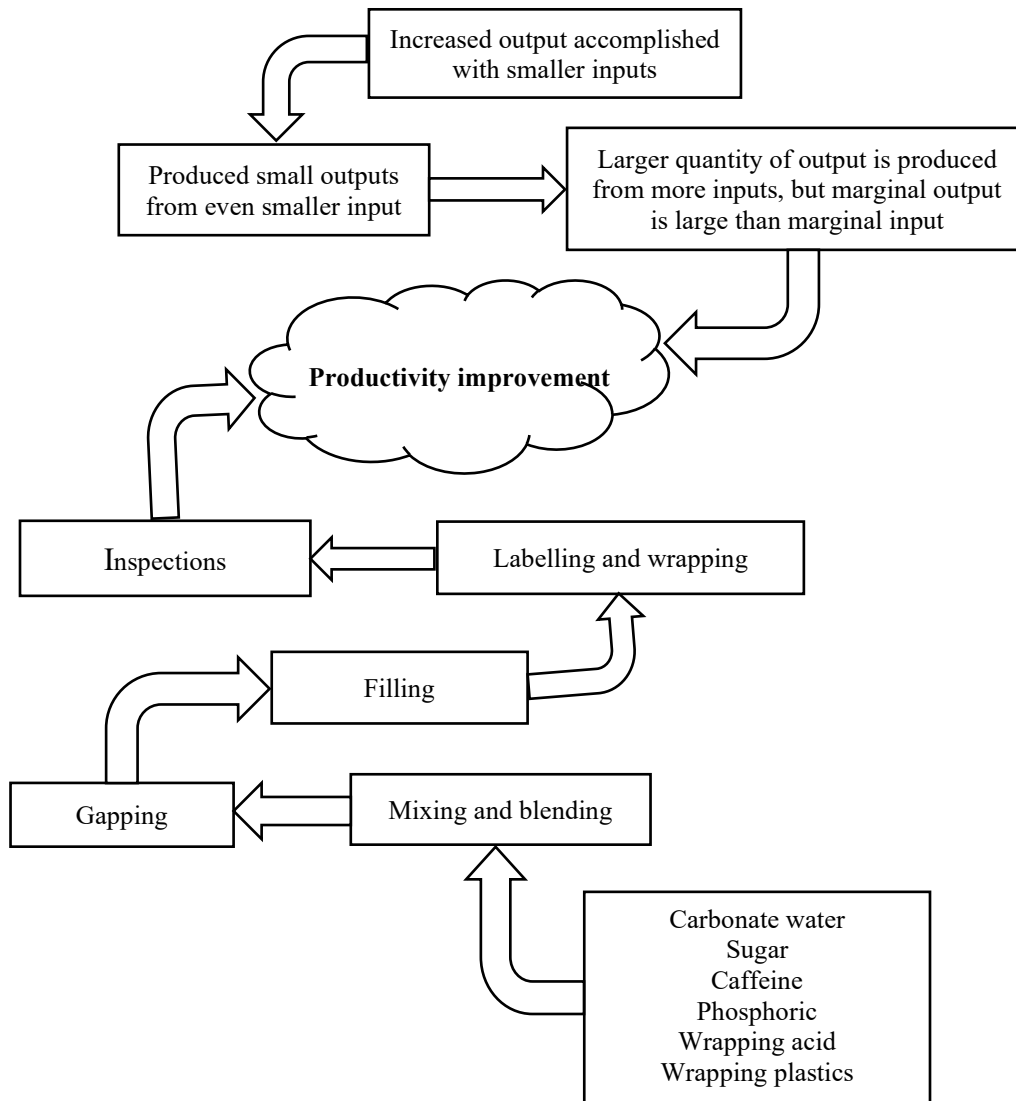 Increased output accomplished
with smaller inputs
Produced small outputs
from even smaller input
Larger quantity of output is produced
from more inputs, but marginal output
is large than marginal input
Productivity improvement
Inspections
Labelling and wrapping
Filling
Gapping
Mixing and blending
Carbonate water
Sugar
Caffeine
Phosphoric
Wrapping acid
Wrapping plastics